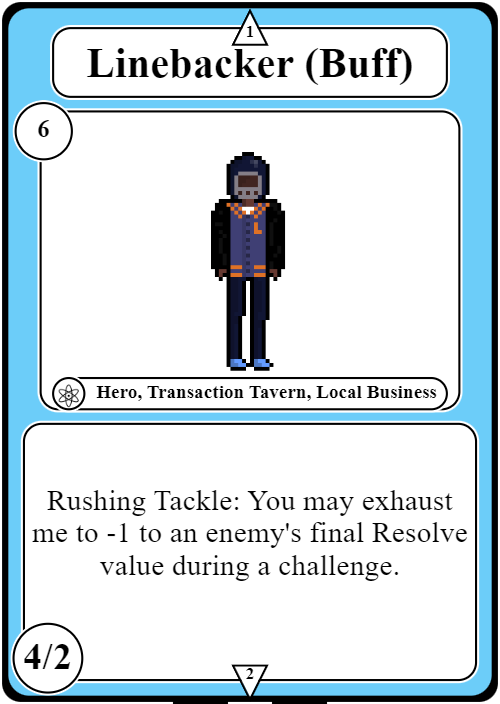 1
Linebacker (Buff)
6
L
Hero, Transaction Tavern, Local Business
Rushing Tackle: You may exhaust
me to -1 to an enemy's final Resolve
value during a challenge.
4/2
2